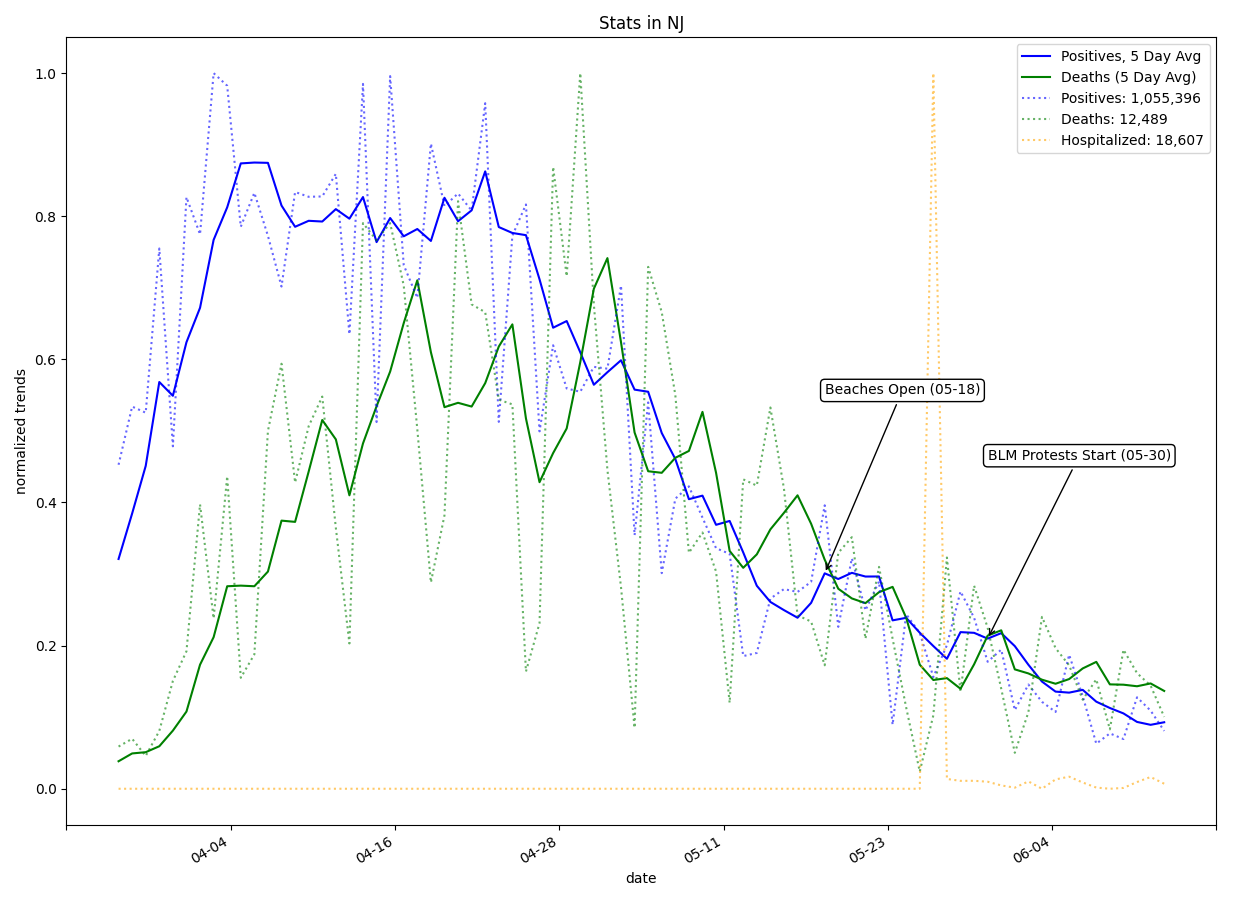 Stats in NJ
Positives, 5 Day Avg
Deaths (5 Day Avg)
Positives: 1,055,396
Deaths: 12,489
Hospitalized: 18,607
1.0
0.8
0.6
0.4
0.2
0.0
normalized trends
Beaches Open (05-18)
BLM Protests Start (05-30)
04-04
04-16
04-28
05-11
05-23
06-04
date